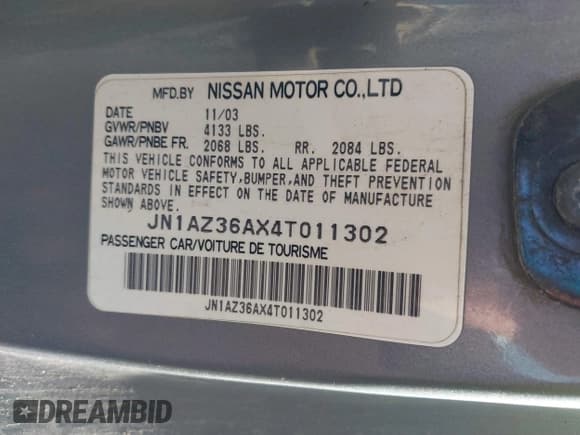 MFD.BY NISSAN MOTOR CO.,LTD
DATE 11/03
GVWR/PNBV 4133 LBS.
GAWR/PNBE FR. 2068 LBS. RR. 2084 LBS.
THIS VEHICLE CONFORMS TO ALL APPLICABLE FEDERAL
MOTOR VEHICLE SAFETY,BUMPER,AND THEFT PREVENTION
STANDARDS IN EFFECT ON THE DATE OF MANUFACTURE
SHOWN ABOVE.
JN1AZ36AX4T011302
PASSENGER CAR/VOITURE DE TOURISME
JN1AZ36AX4T011302
DREAMBID